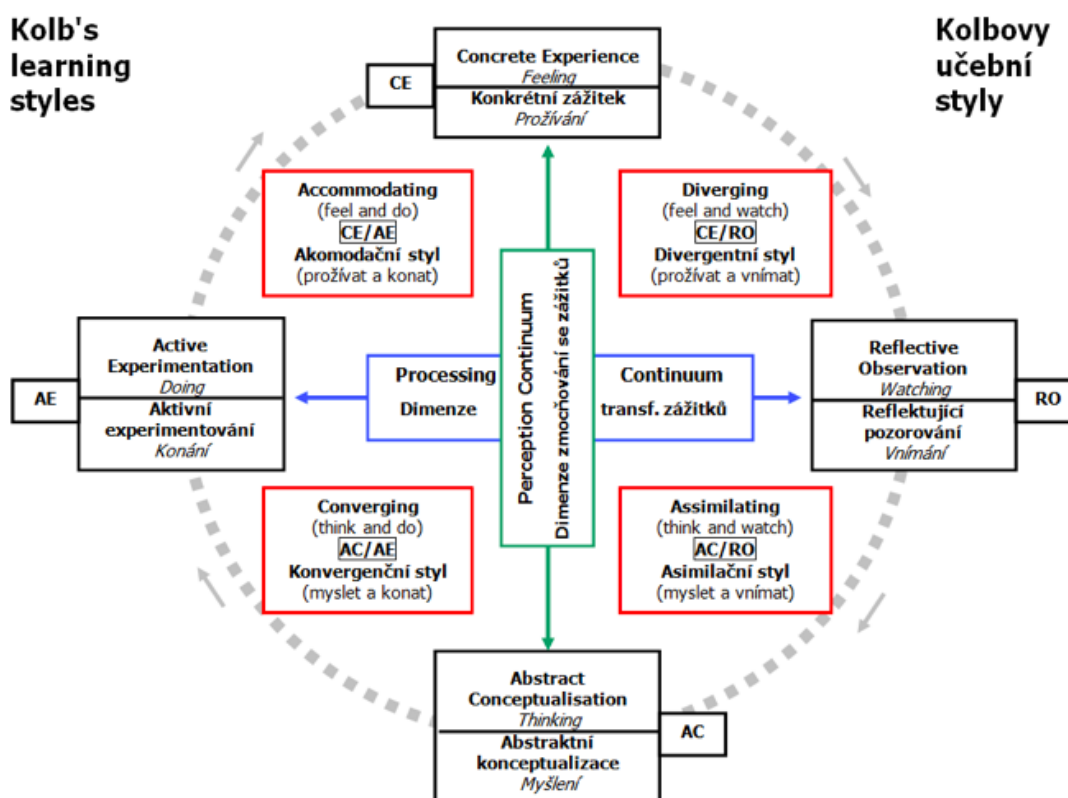 Kolb's
learning
styles
Kolbovy
učební
styly
CE
Concrete Experience
Feeling
Konkrétní zážitek
Prožívání
Accommodating
(feel and do)
CE/AE
Akomodační styl
(prožívat a konat)
Diverging
(feel and watch)
CE/RO
Divergentní styl
(prožívat a vnímat)
AE
Active
Experimentation
Doing
Aktivní
experimentování
Konání
Processing
Dimenze
Perception Continuum
Dimenze zmochování se zážitků
Continuum
transf. zážitků
Reflective
Observation
Watching
Reflektující
pozorování
Vnímání
RO
Converging
(think and do)
AC/AE
Konvergenční styl
(myslet a konat)
Assimilating
(think and watch)
AC/RO
Asimilační styl
(myslet a vnímat)
Abstract
Conceptualisation
Thinking
Abstraktní
konceptualizace
Myšlení
AC